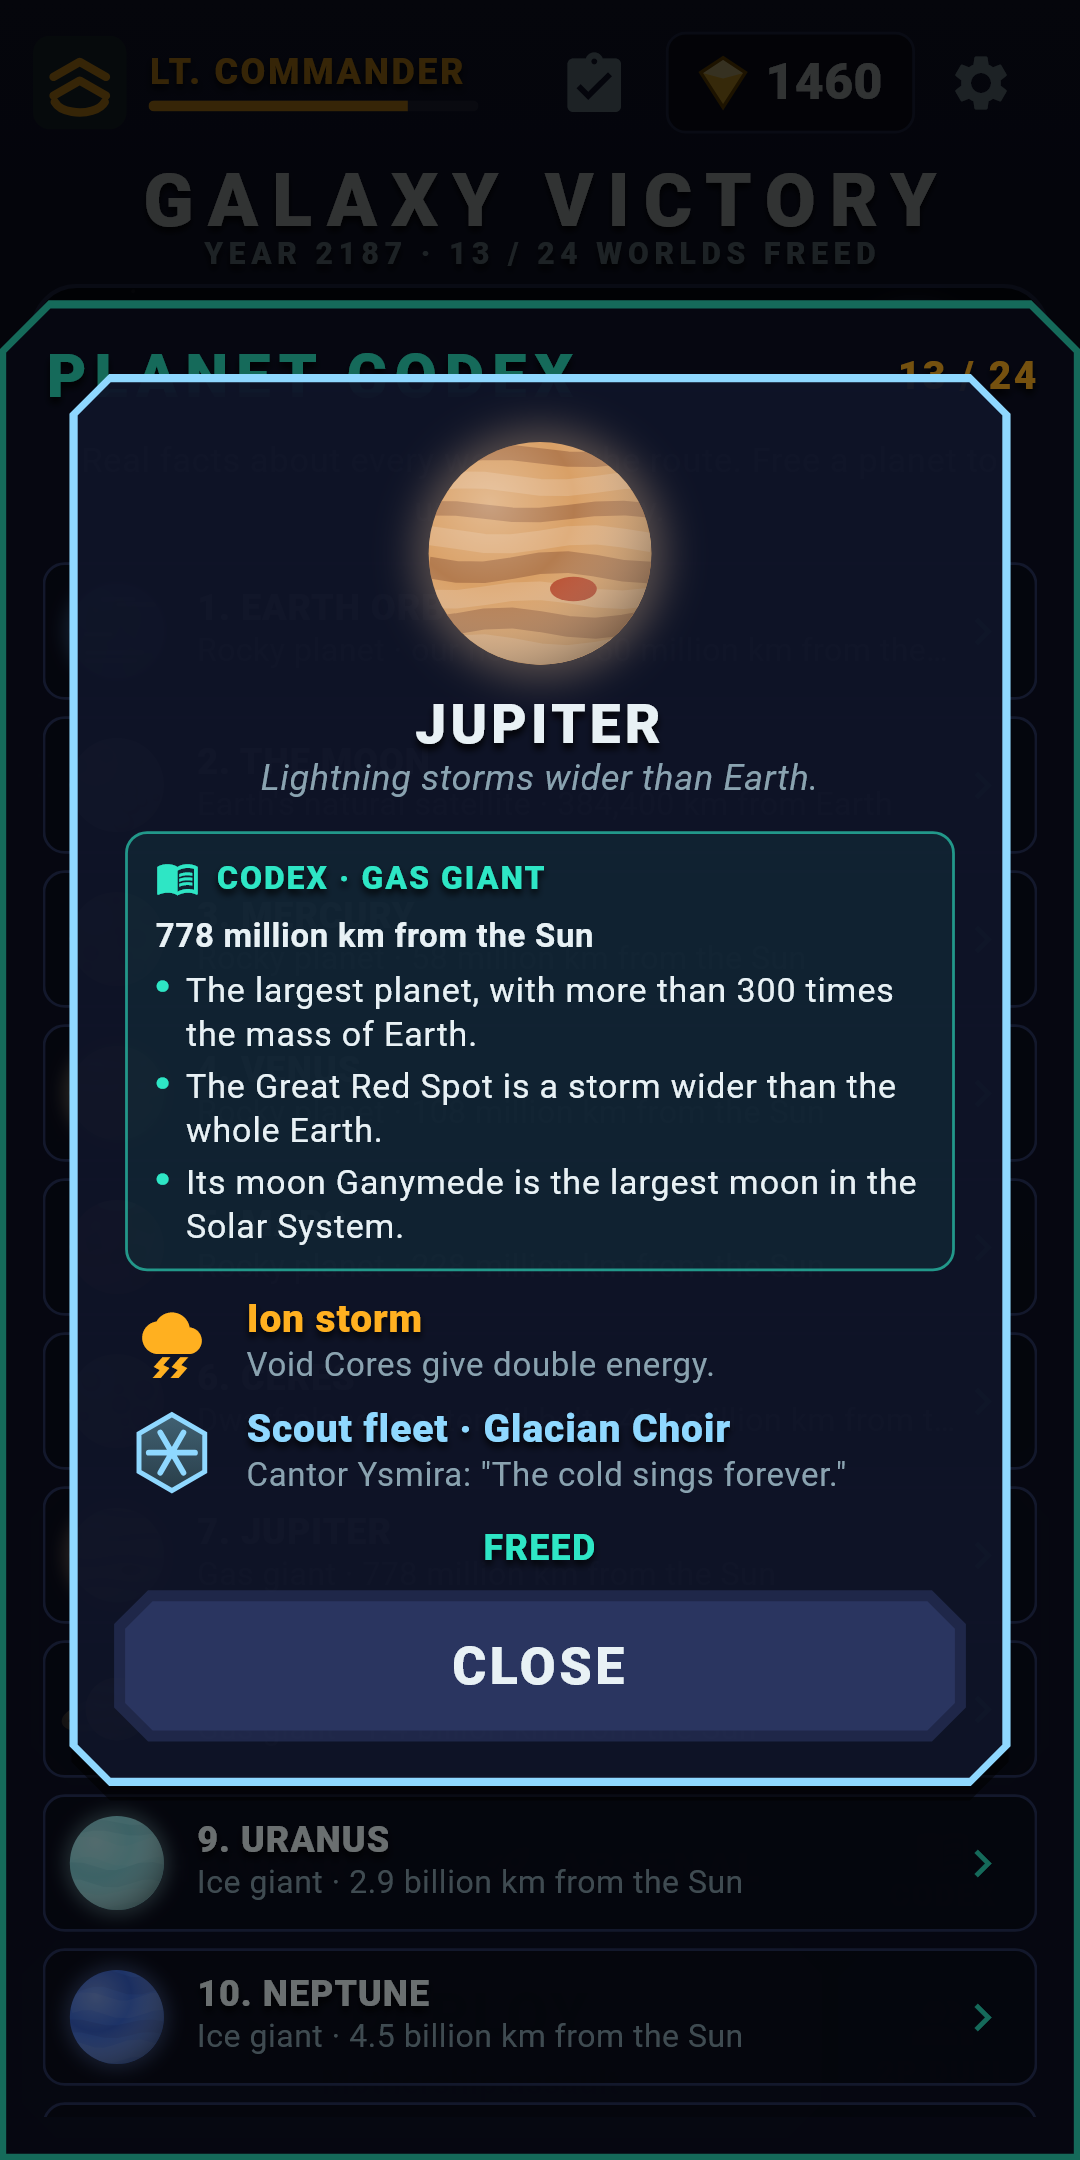 LT. COMMANDER
1460
GALAXY VICTORY
YEAR 2187 · 13 / 24 WORLDS FREED
PLANET CODEX
13 / 24
JUPITER
Lightning storms wider than Earth.
CODEX · GAS GIANT
778 million km from the Sun
• The largest planet, with more than 300 times
the mass of Earth.
• The Great Red Spot is a storm wider than the
whole Earth.
• Its moon Ganymede is the largest moon in the
Solar System.
Ion storm
Void Cores give double energy.
Scout fleet · Glacian Choir
Cantor Ysmira: "The cold sings forever."
FREED
CLOSE
9. URANUS
Ice giant · 2.9 billion km from the Sun
10. NEPTUNE
Ice giant · 4.5 billion km from the Sun